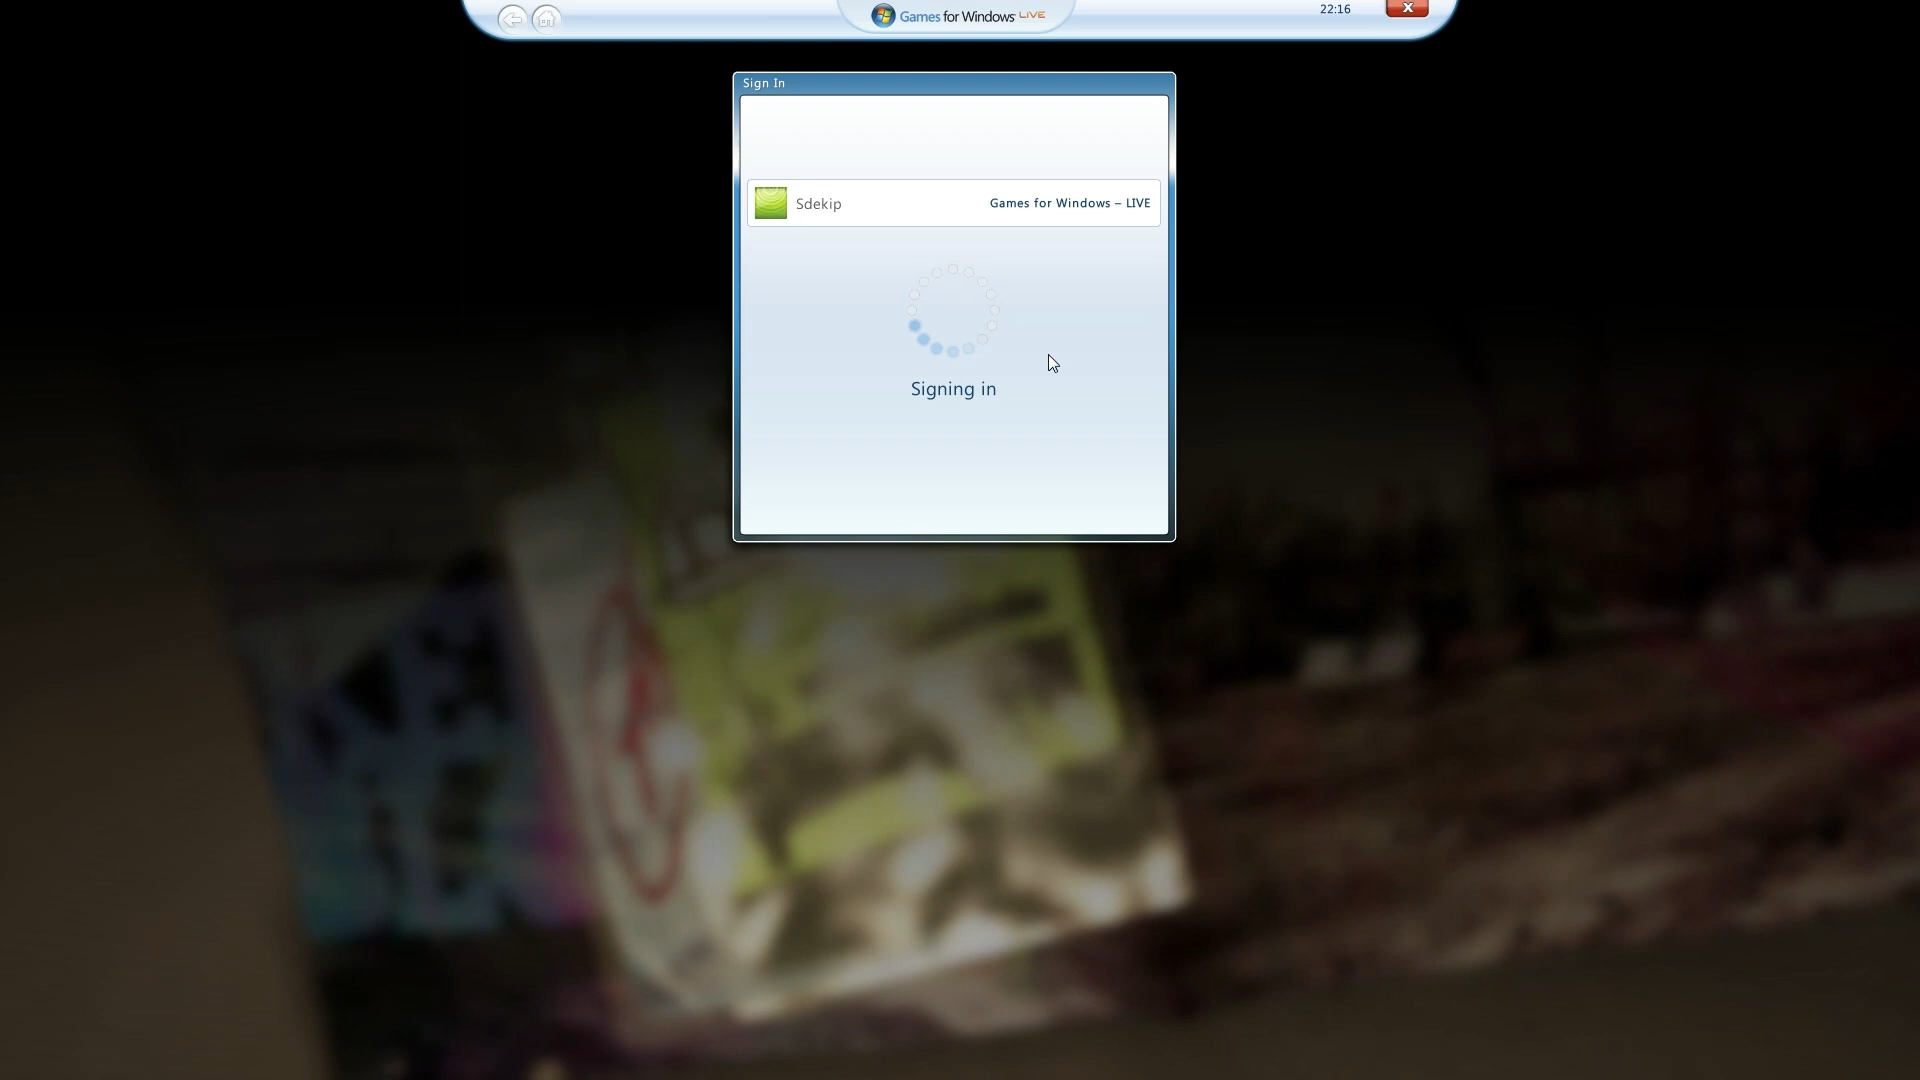 Games for Windows LIVE
22:16
Sign In
Sdekip
Games for Windows – LIVE
Signing in